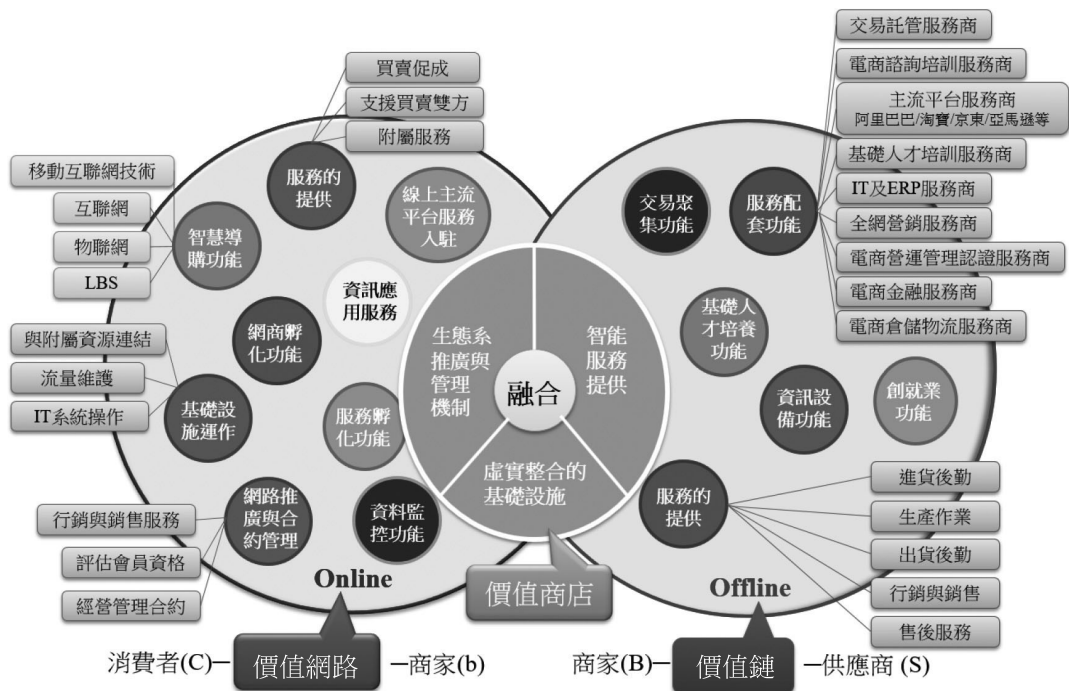 買賣促成
支援買賣雙方
附屬服務
移動互聯網技術
互聯網
物聯網
LBS
與附屬資源連結
流量維護
IT系統操作
行銷與銷售服務
評估會員資格
經營管理合約
服務的
提供
線上主流
平台服務
入駐
智慧導
購功能
資訊應
用服務
網商孵
化功能
基礎設
施運作
服務孵
化功能
網路推
廣與合
約管理
資料監
控功能
Online
生態系
推廣與
管理
機制
智能
服務
提供
融合
虛實整合的
基礎設施
交易聚
集功能
服務配
套功能
基礎人
才培養
功能
資訊設
備功能
創就業
功能
服務的
提供
Offline
交易託管服務商
電商諮詢培訓服務商
主流平台服務商
阿里巴巴/淘寶/京東/亞馬遜等
基礎人才培訓服務商
IT及ERP服務商
全網營銷服務商
電商營運管理認證服務商
電商金融服務商
電商倉儲物流服務商
進貨後勤
生產作業
出貨後勤
行銷與銷售
售後服務
價值商店
消費者(C)
價值網路
商家(b)
商家(B)
價值鏈
供應商 (S)